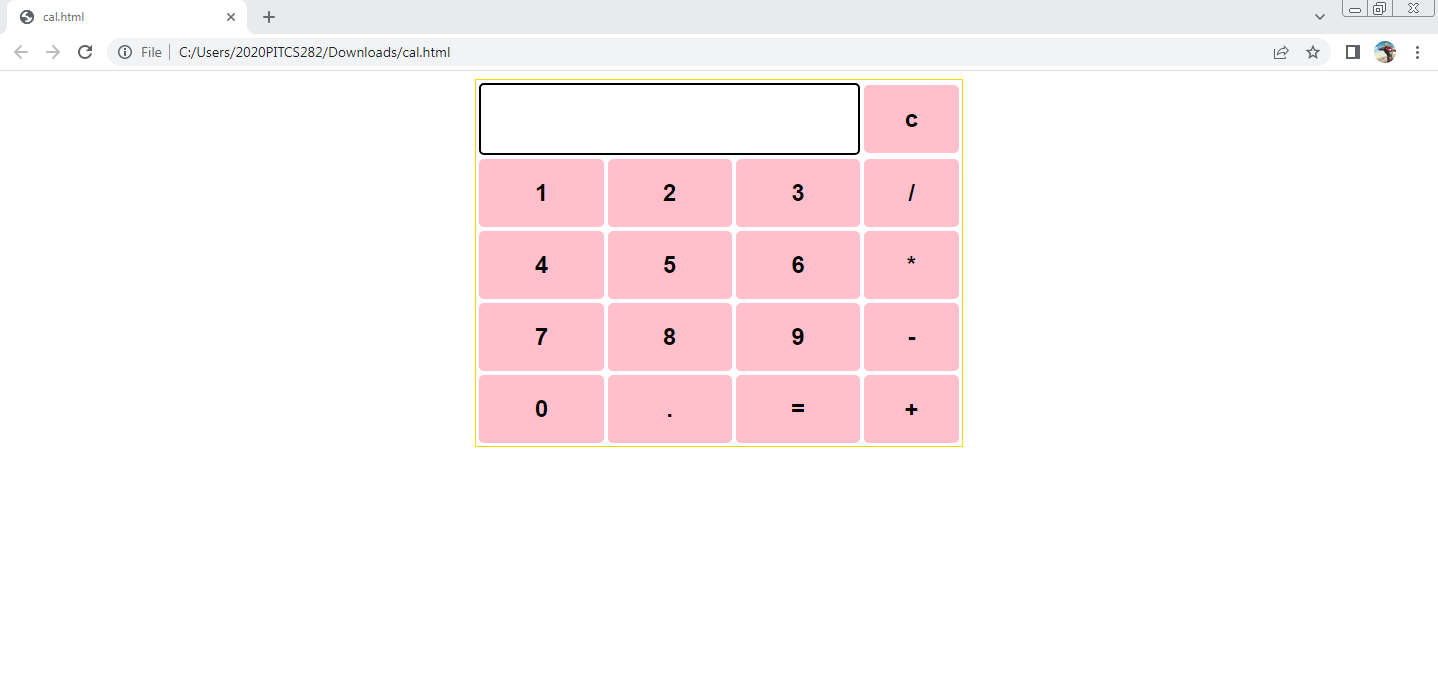 cal.html
File C:/Users/2020PITCS282/Downloads/cal.html
c
1 2 3 /
4 5 6 *
7 8 9 -
0 . = +